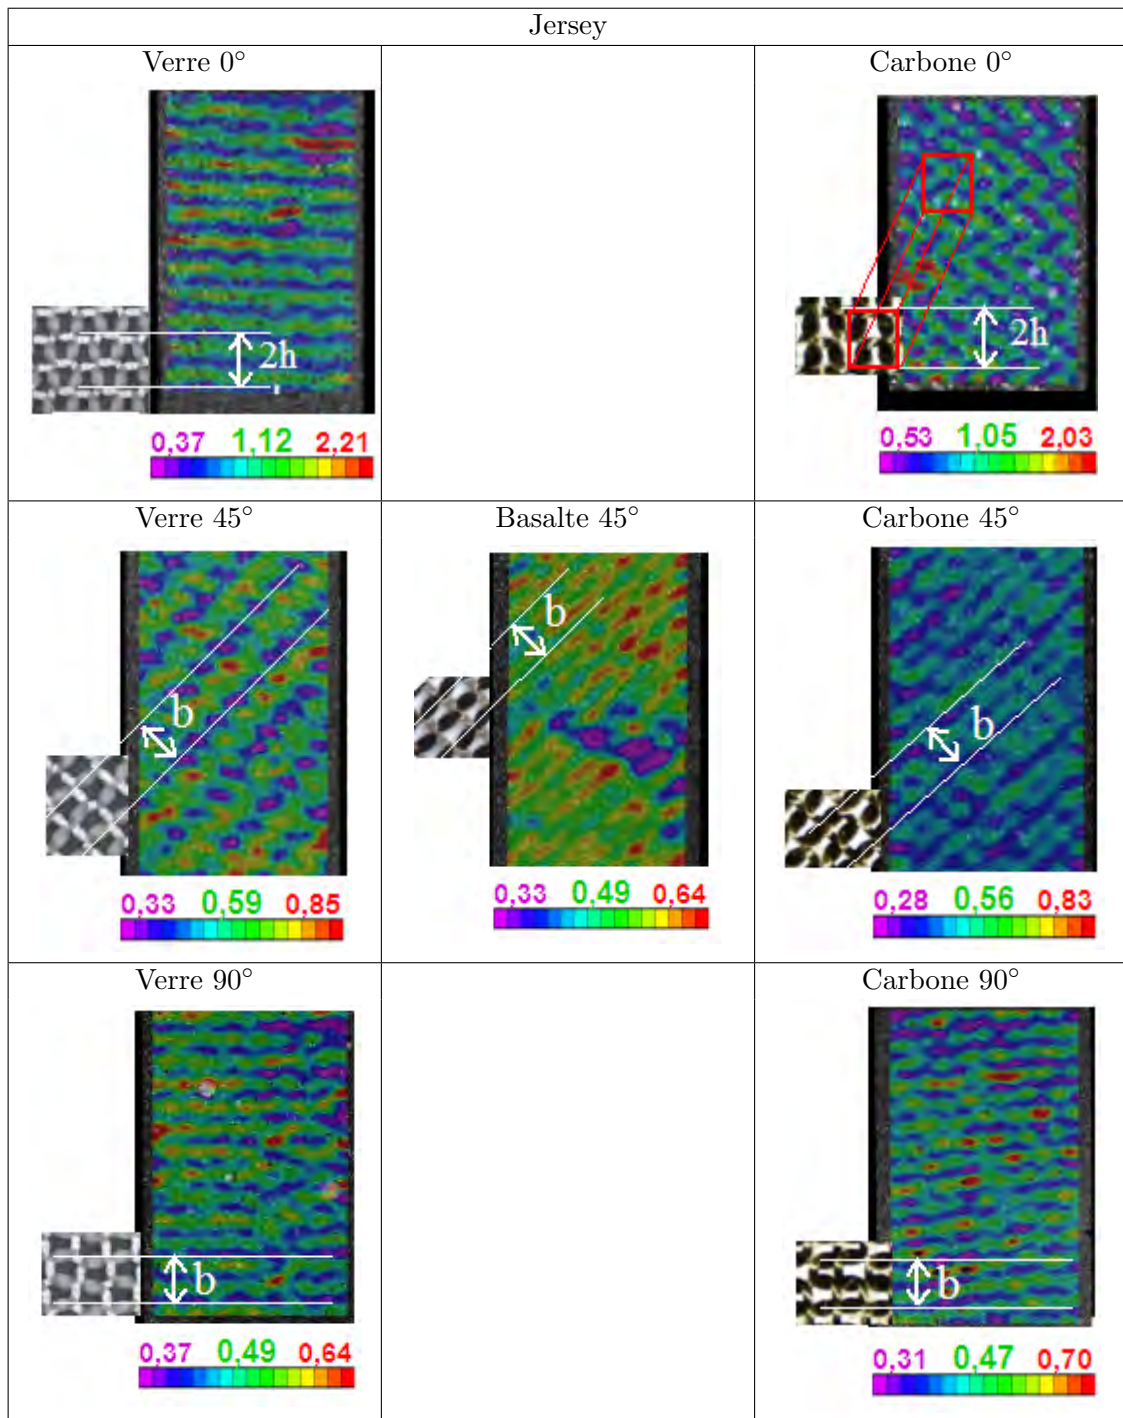 Jersey
Verre 0°
Carbone 0°
2h
2h
0,37 1,12 2,21
0,53 1,05 2,03
Verre 45°
Basalte 45°
Carbone 45°
b
b
b
0,33 0,59 0,85
0,33 0,49 0,64
0,28 0,56 0,83
Verre 90°
Carbone 90°
b
b
0,37 0,49 0,64
0,31 0,47 0,70